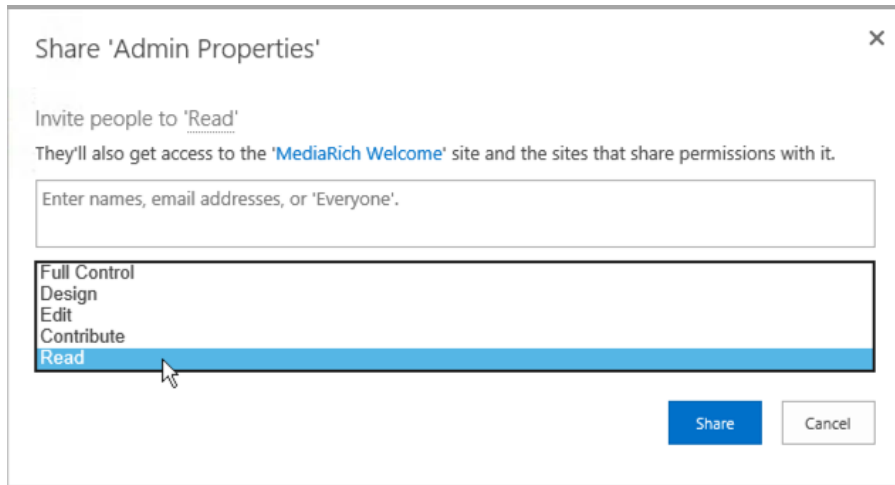 Share 'Admin Properties'
Invite people to 'Read'
They'll also get access to the 'MediaRich Welcome' site and the sites that share permissions with it.
Enter names, email addresses, or 'Everyone'.
Full Control
Design
Edit
Contribute
Read
Share Cancel